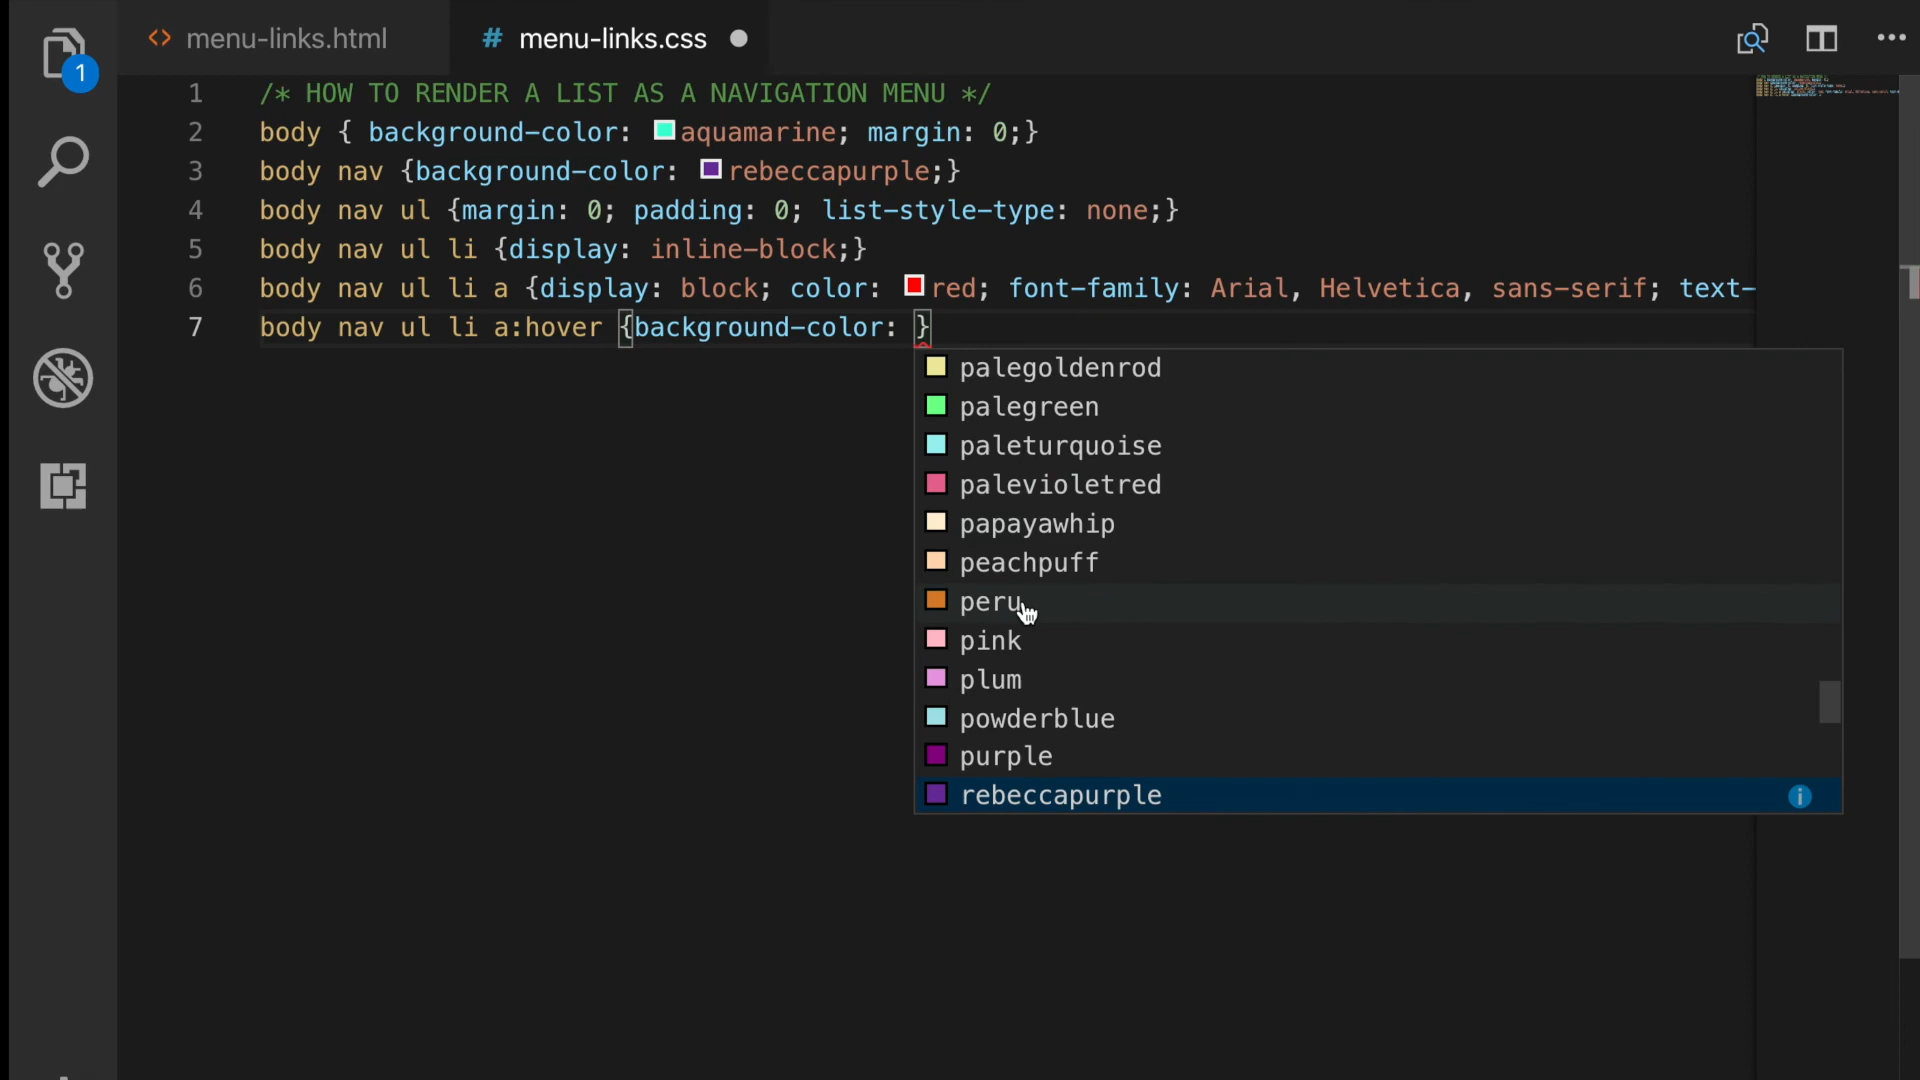 menu-links.html
# menu-links.css
1
1 /* HOW TO RENDER A LIST AS A NAVIGATION MENU */
2 body { background-color: aquamarine; margin: 0;}
3 body nav {background-color: rebeccapurple;}
4 body nav ul {margin: 0; padding: 0; list-style-type: none;}
5 body nav ul li {display: inline-block;}
6 body nav ul li a {display: block; color: red; font-family: Arial, Helvetica, sans-serif; text-
7 body nav ul li a:hover {background-color: }
palegoldenrod
palegreen
paleturquoise
palevioletred
papayawhip
peachpuff
peru
pink
plum
powderblue
purple
rebeccapurple